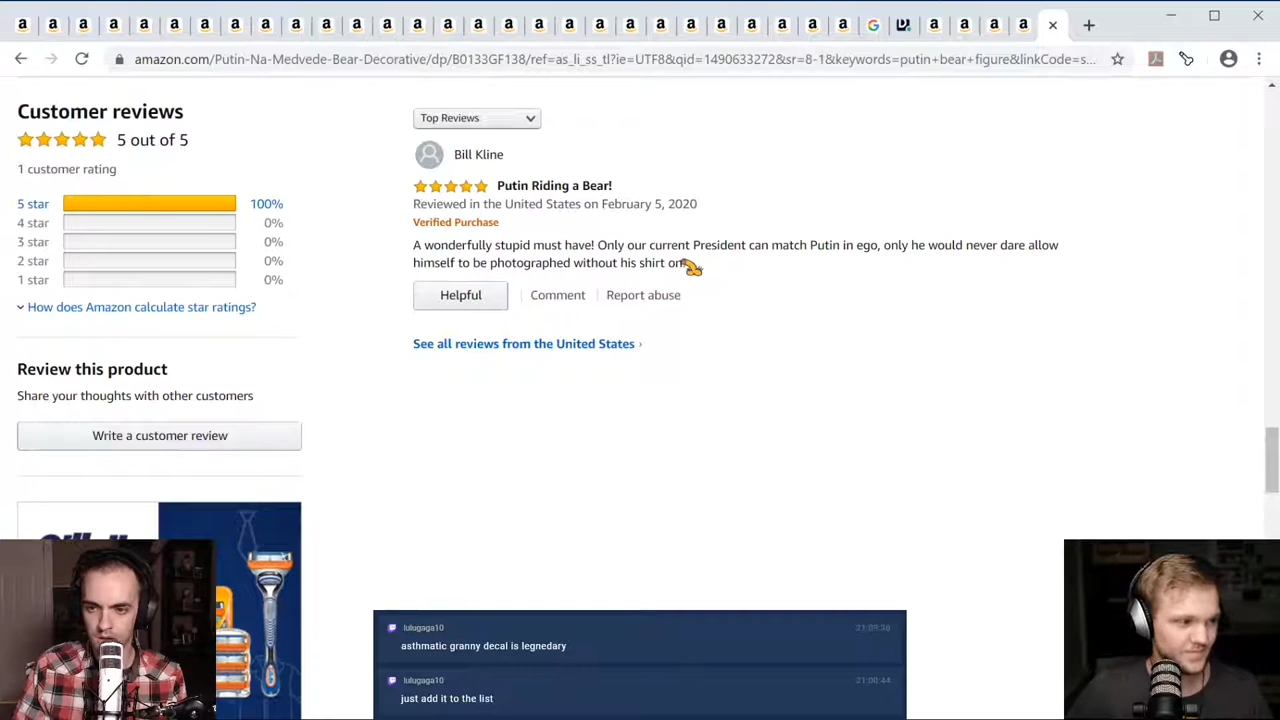 amazon.com/Putin-Na-Medvede-Bear-Decorative/dp/B0133GF138/ref=as_li_ss_tl?ie=UTF8&qid=1490633272&sr=8-1&keywords=putin+bear+figure&linkCode=s...
Customer reviews
5 out of 5
1 customer rating
5 star 100%
4 star 0%
3 star 0%
2 star 0%
1 star 0%
How does Amazon calculate star ratings?
Review this product
Share your thoughts with other customers
Write a customer review
Top Reviews
Bill Kline
Putin Riding a Bear!
Reviewed in the United States on February 5, 2020
Verified Purchase
A wonderfully stupid must have! Only our current President can match Putin in ego, only he would never dare allow
himself to be photographed without his shirt on
Helpful Comment Report abuse
See all reviews from the United States ›
lulugaga10
asthmatic granny decal is legnedary
lulugaga10
just add it to the list